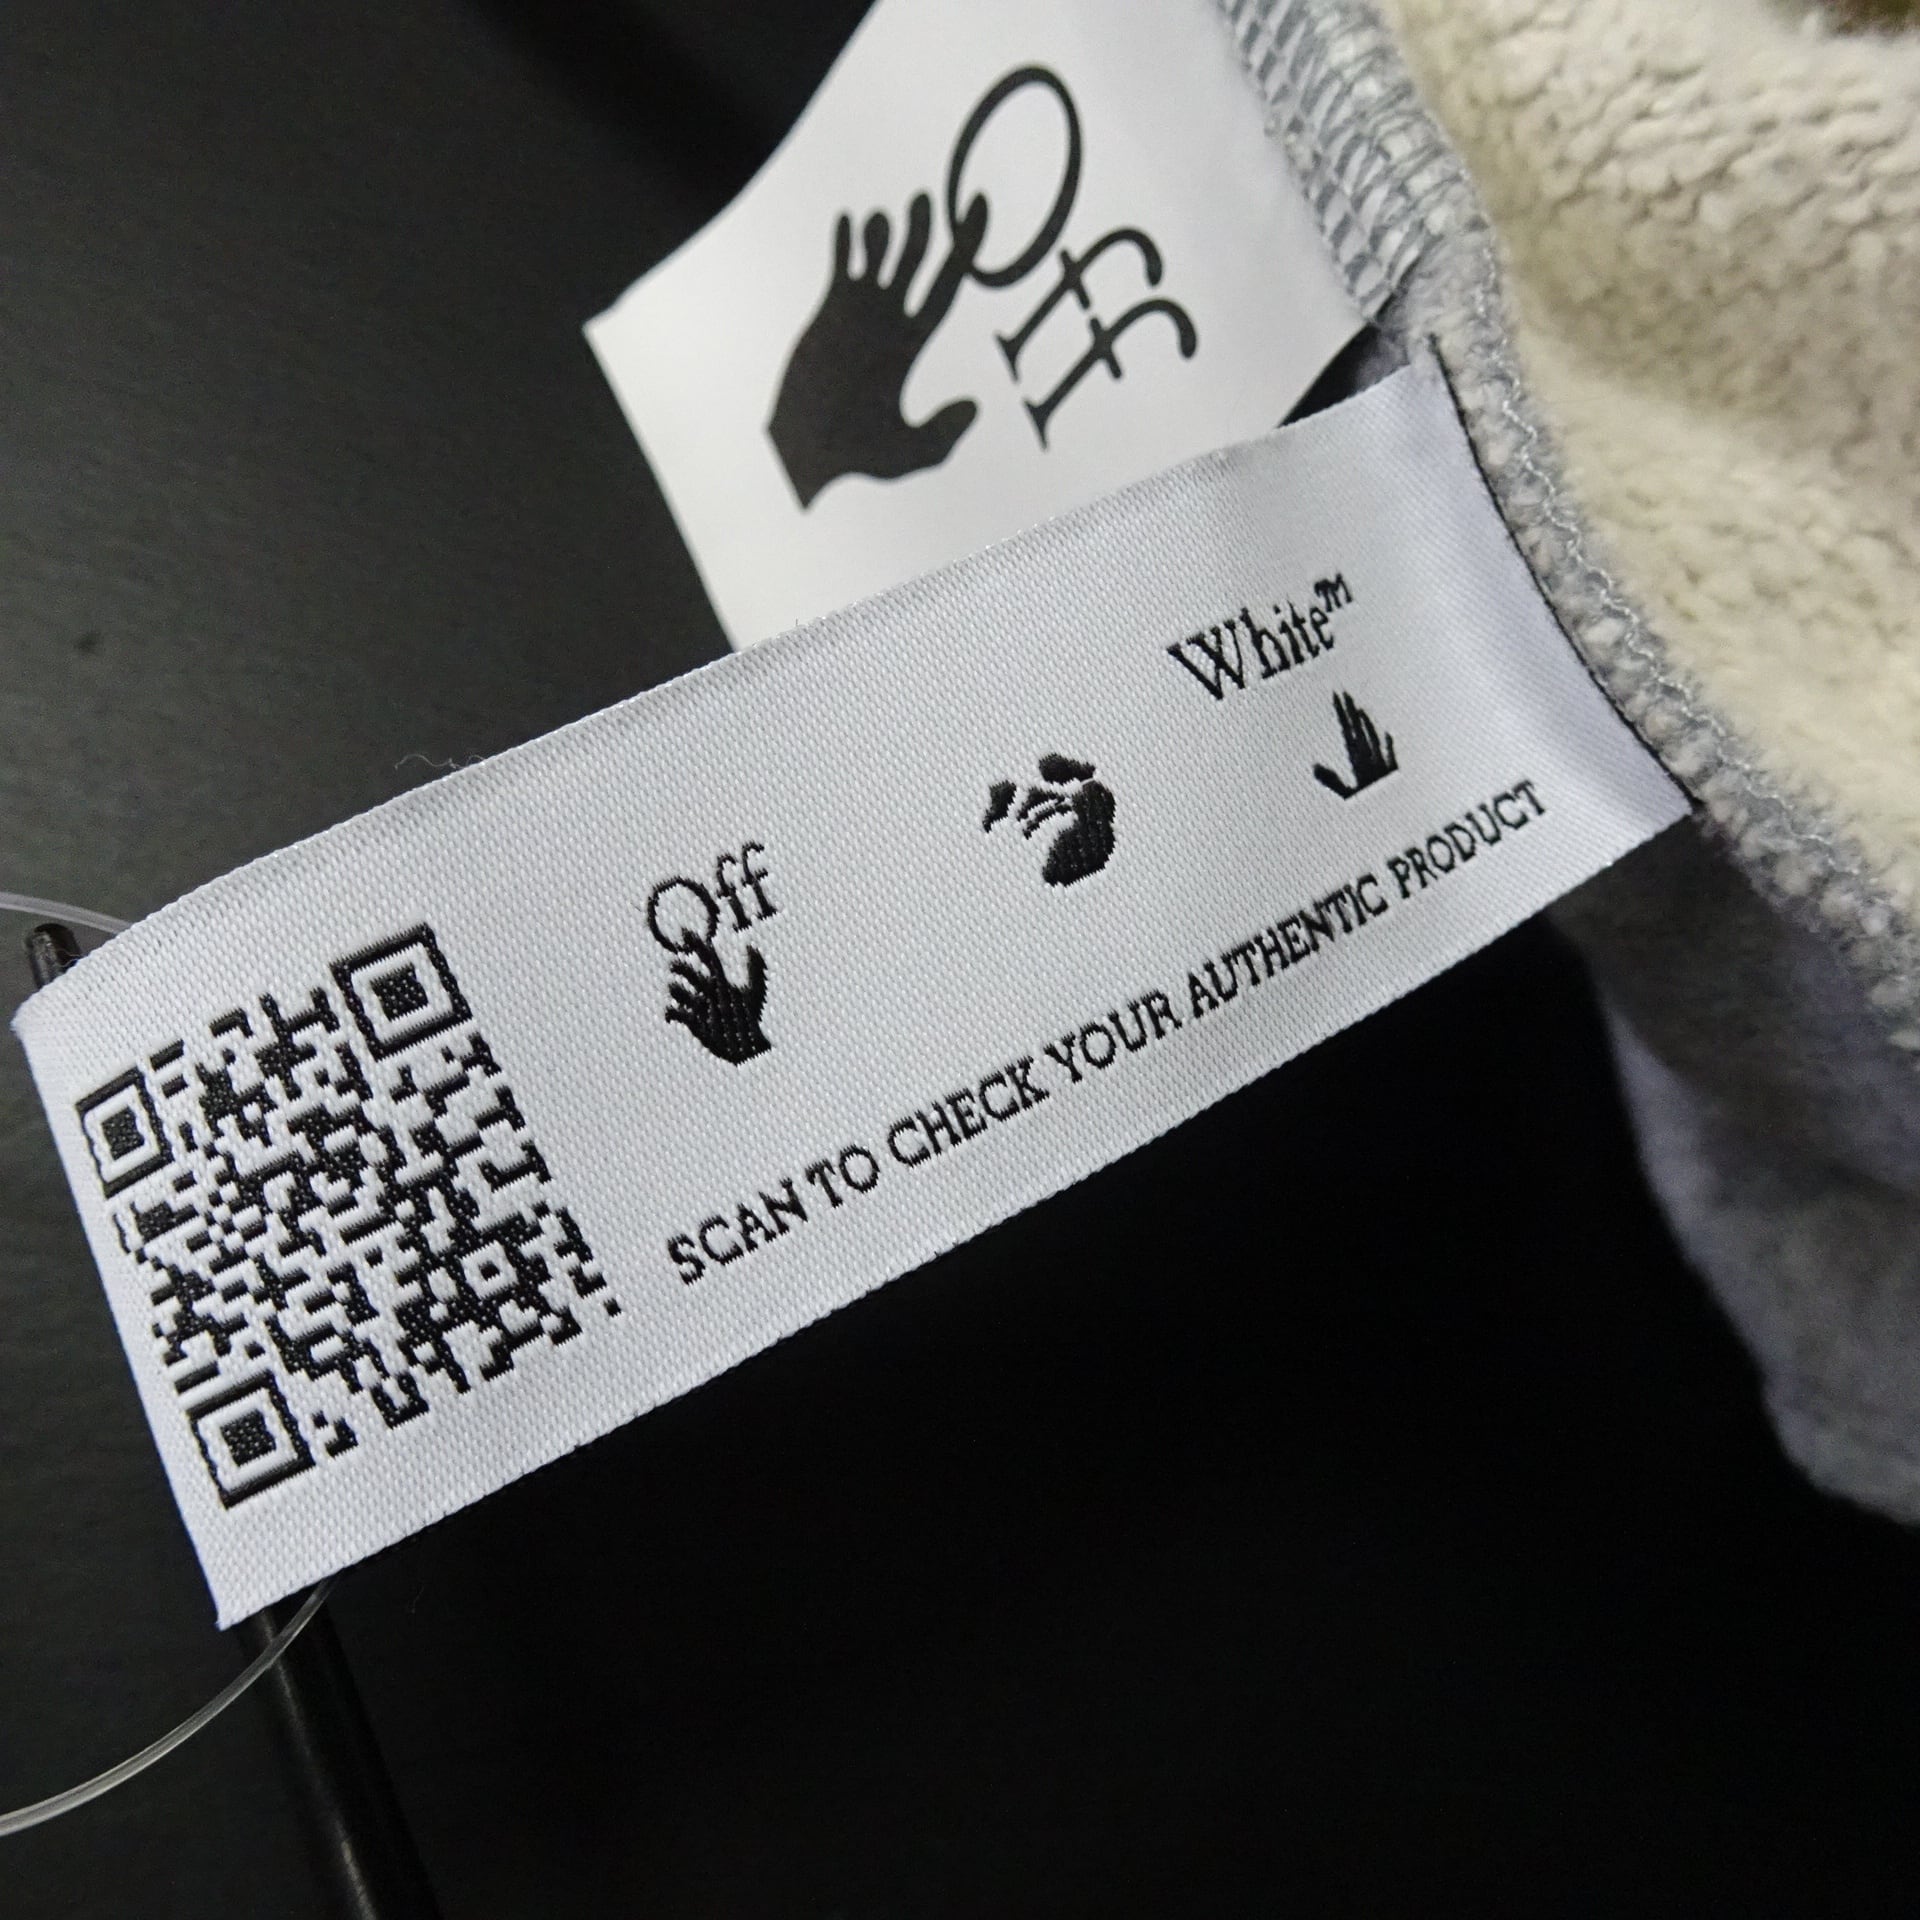 Off
Off
White™
SCAN TO CHECK YOUR AUTHENTIC PRODUCT